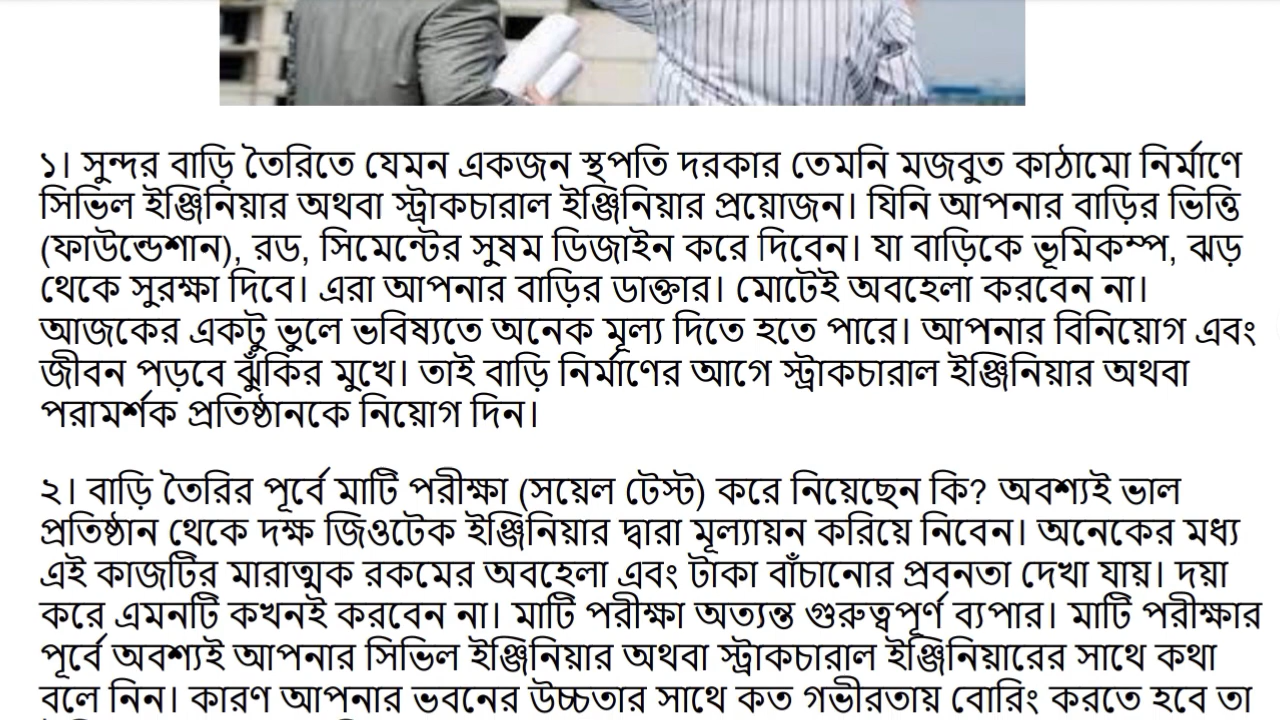 ১। সুন্দর বাড়ি তৈরিতে যেমন একজন স্থপতি দরকার তেমনি মজবুত কাঠামো নির্মাণে
সিভিল ইঞ্জিনিয়ার অথবা স্ট্রাকচারাল ইঞ্জিনিয়ার প্রয়োজন। যিনি আপনার বাড়ির ভিত্তি
(ফাউন্ডেশান), রড, সিমেন্টের সুষম ডিজাইন করে দিবেন। যা বাড়িকে ভূমিকম্প, ঝড়
থেকে সুরক্ষা দিবে। এরা আপনার বাড়ির ডাক্তার। মোটেই অবহেলা করবেন না।
আজকের একটু ভুলে ভবিষ্যতে অনেক মূল্য দিতে হতে পারে। আপনার বিনিয়োগ এবং
জীবন পড়বে ঝুঁকির মুখে। তাই বাড়ি নির্মাণের আগে স্ট্রাকচারাল ইঞ্জিনিয়ার অথবা
পরামর্শক প্রতিষ্ঠানকে নিয়োগ দিন।
২। বাড়ি তৈরির পূর্বে মাটি পরীক্ষা (সয়েল টেস্ট) করে নিয়েছেন কি? অবশ্যই ভাল
প্রতিষ্ঠান থেকে দক্ষ জিওটেক ইঞ্জিনিয়ার দ্বারা মূল্যায়ন করিয়ে নিবেন। অনেকের মধ্য
এই কাজটির মারাত্মক রকমের অবহেলা এবং টাকা বাঁচানোর প্রবনতা দেখা যায়। দয়া
করে এমনটি কখনই করবেন না। মাটি পরীক্ষা অত্যন্ত গুরুত্বপূর্ণ ব্যপার। মাটি পরীক্ষার
পূর্বে অবশ্যই আপনার সিভিল ইঞ্জিনিয়ার অথবা স্ট্রাকচারাল ইঞ্জিনিয়ারের সাথে কথা
বলে নিন। কারণ আপনার ভবনের উচ্চতার সাথে কত গভীরতায় বোরিং করতে হবে তা